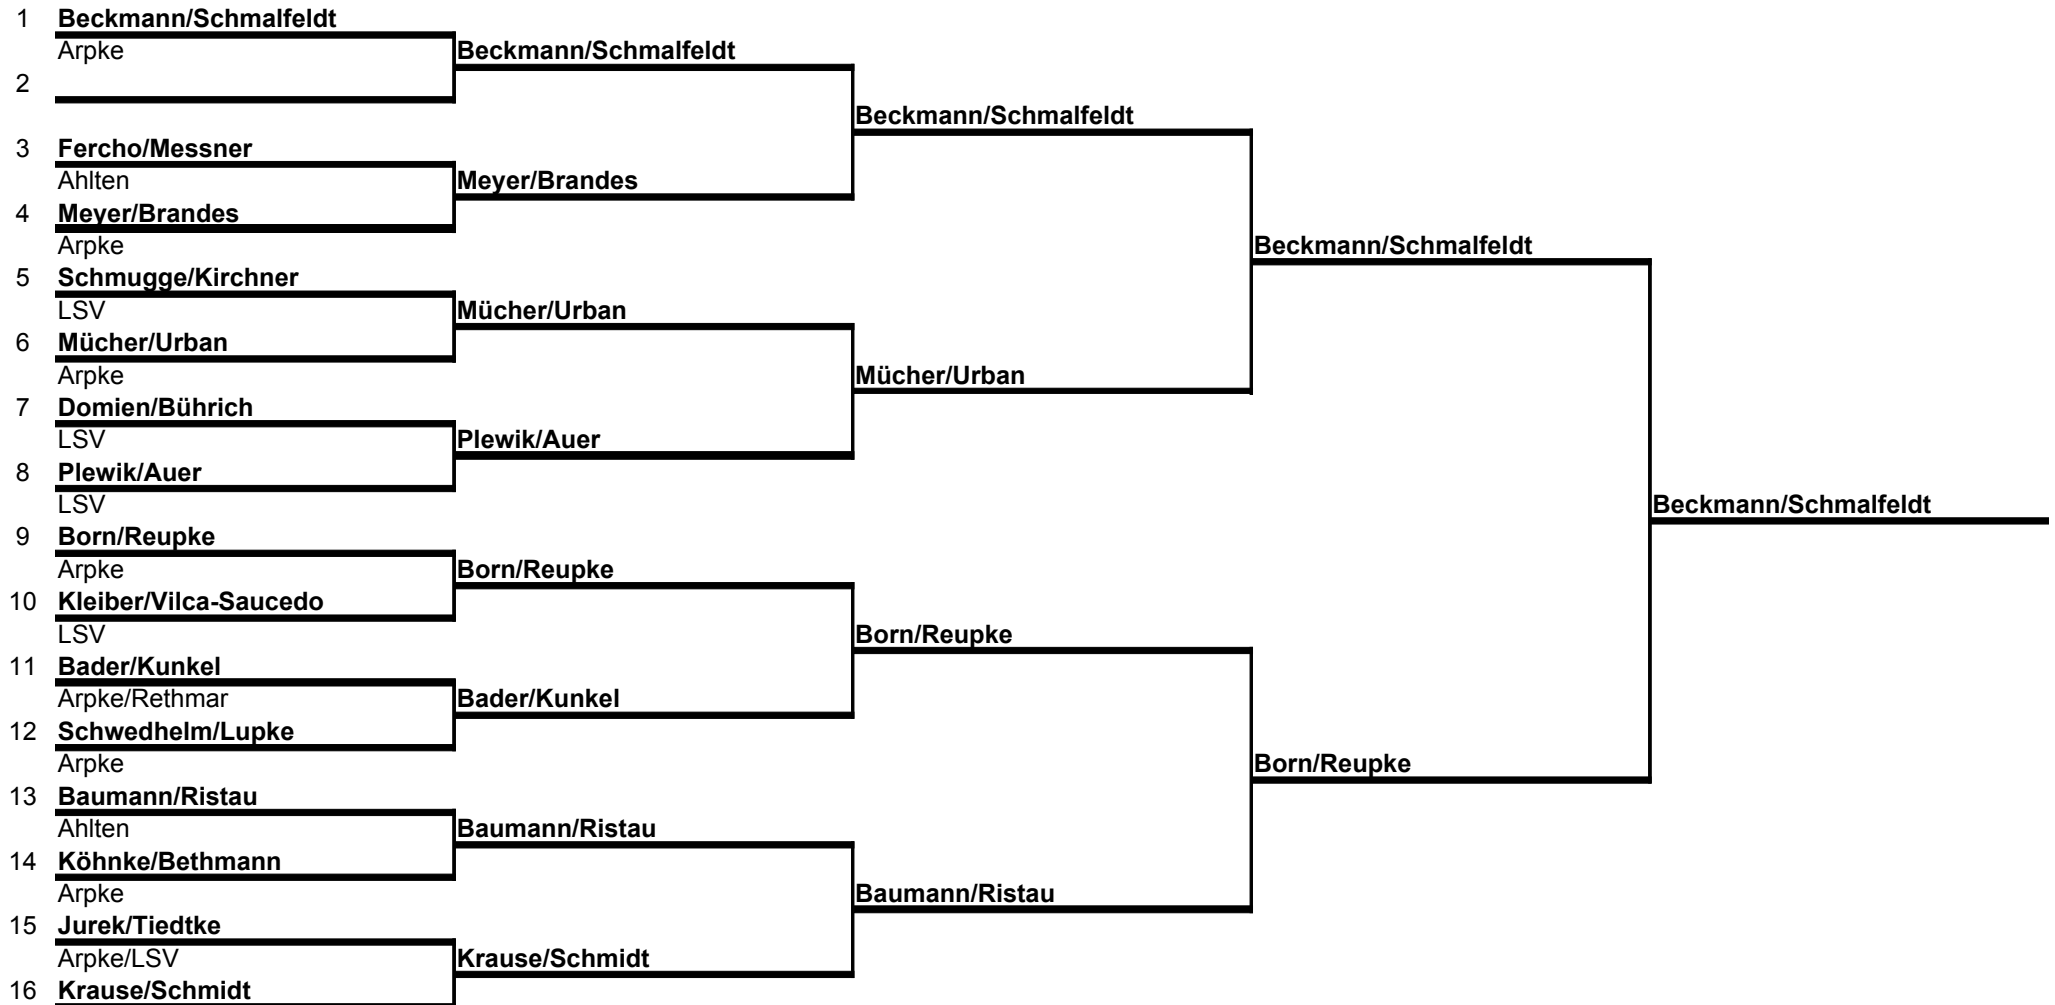 1 Beckmann/Schmalfeldt
Arpke
Beckmann/Schmalfeldt
2
Beckmann/Schmalfeldt
3 Fercho/Messner
Ahlten
Meyer/Brandes
4 Meyer/Brandes
Arpke
Beckmann/Schmalfeldt
5 Schmugge/Kirchner
LSV
Mücher/Urban
6 Mücher/Urban
Arpke
Mücher/Urban
7 Domien/Bührich
LSV
Plewik/Auer
8 Plewik/Auer
LSV
Beckmann/Schmalfeldt
9 Born/Reupke
Arpke
Born/Reupke
10 Kleiber/Vilca-Saucedo
LSV
Born/Reupke
11 Bader/Kunkel
Arpke/Rethmar
Bader/Kunkel
12 Schwedhelm/Lupke
Arpke
Born/Reupke
13 Baumann/Ristau
Ahlten
Baumann/Ristau
14 Köhnke/Bethmann
Arpke
Baumann/Ristau
15 Jurek/Tiedtke
Arpke/LSV
Krause/Schmidt
16 Krause/Schmidt